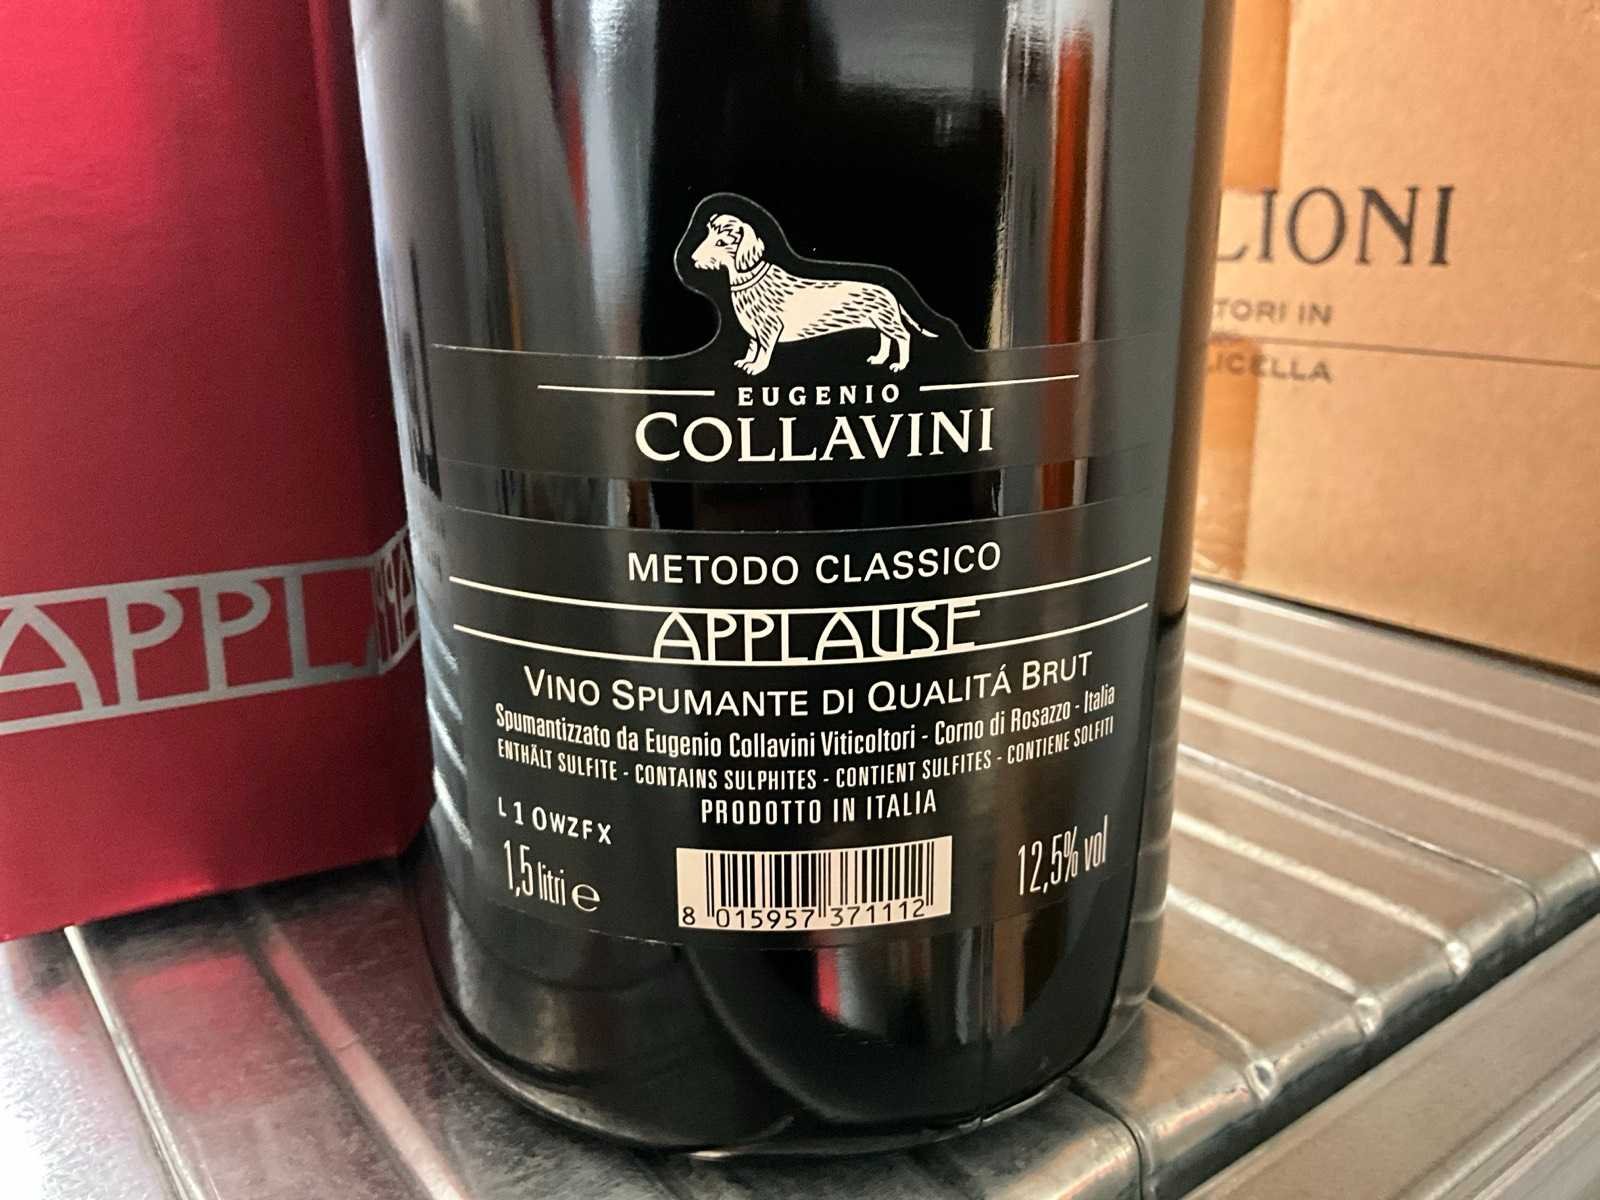 EUGENIO
COLLAVINI
METODO CLASSICO
APPLAUSE
VINO SPUMANTE DI QUALITÁ BRUT
Spumantizzato da Eugenio Collavini Viticoltori - Corno di Rosazzo - Italia
ENTHÄLT SULFITE - CONTAINS SULPHITES - CONTIENT SULFITES - CONTIENE SOLFITI
PRODOTTO IN ITALIA
L10WZFX
1,5 litri e
12,5% vol
8 015957 371112
APPL
1994
LIONI
TORI IN
LICELLA